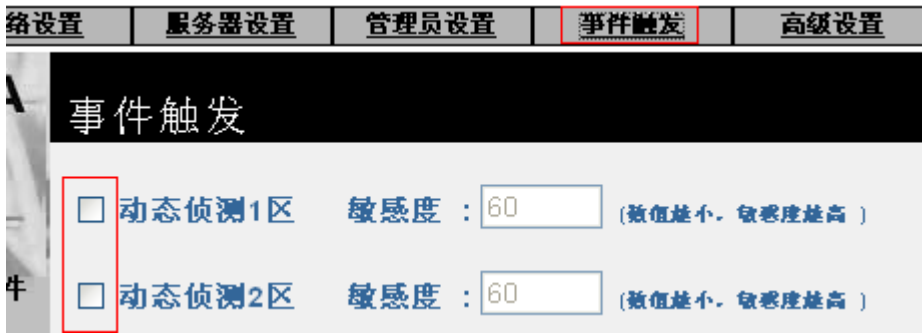 络设置 服务器设置 管理员设置 事件触发 高级设置
A
事件触发
动态侦测1区 敏感度 : 60 (数值越小, 敏感度越高 )
件
动态侦测2区 敏感度 : 60 (数值越小, 敏感度越高 )